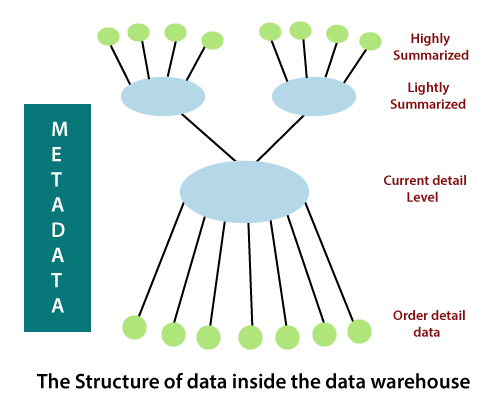 Highly
Summarized
Lightly
Summarized
METADATA
Current detail
Level
Order detail
data
The Structure of data inside the data warehouse